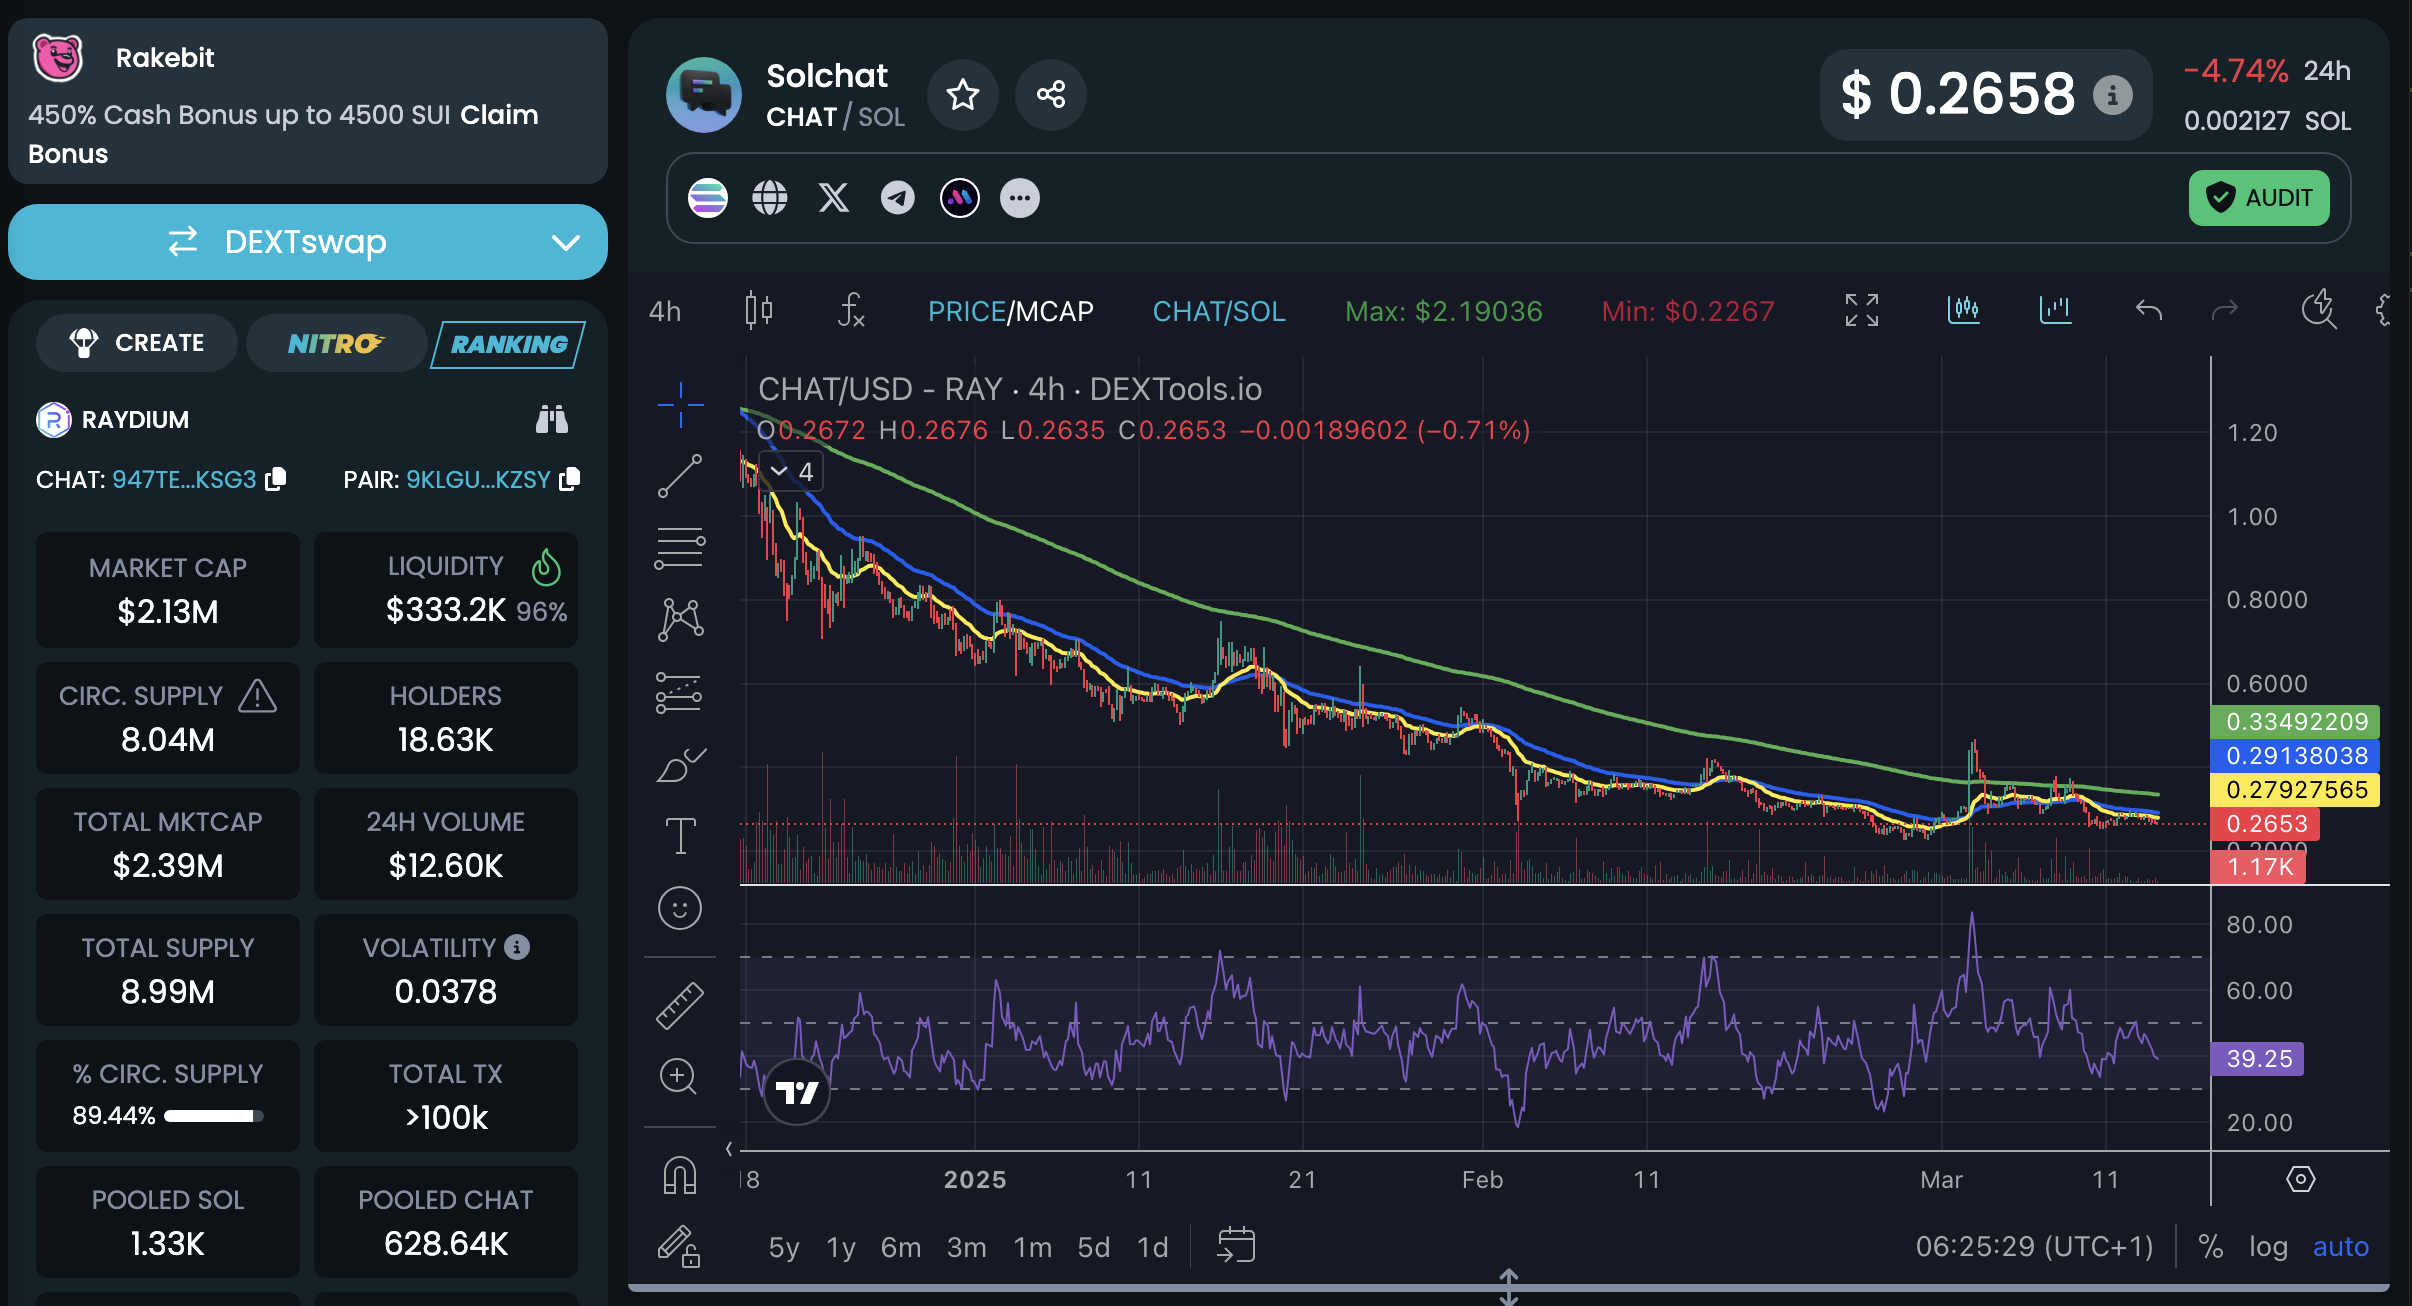 Rakebit
450% Cash Bonus up to 4500 SUI Claim
Bonus
DEXTswap
CREATE
NITRO
RANKING
RAYDIUM
CHAT: 947TE...KSG3
PAIR: 9KLGU...KZSY
MARKET CAP
$2.13M
LIQUIDITY
$333.2K 96%
CIRC. SUPPLY
8.04M
HOLDERS
18.63K
TOTAL MKTCAP
$2.39M
24H VOLUME
$12.60K
TOTAL SUPPLY
8.99M
VOLATILITY
0.0378
% CIRC. SUPPLY
89.44%
TOTAL TX
>100k
POOLED SOL
1.33K
POOLED CHAT
628.64K
Solchat
CHAT/SOL
$ 0.2658
-4.74% 24h
0.002127 SOL
AUDIT
4h
PRICE/MCAP
CHAT/SOL
Max: $2.19036
Min: $0.2267
CHAT/USD - RAY · 4h · DEXTools.io
O0.2672 H0.2676 L0.2635 C0.2653 −0.00189602 (−0.71%)
4
1.20
1.00
0.8000
0.6000
0.33492209
0.29138038
0.27927565
0.2653
0.2000
1.17K
80.00
60.00
39.25
20.00
18 2025 11 21 Feb 11 Mar 11
5y 1y 6m 3m 1m 5d 1d
06:25:29 (UTC+1) % log auto